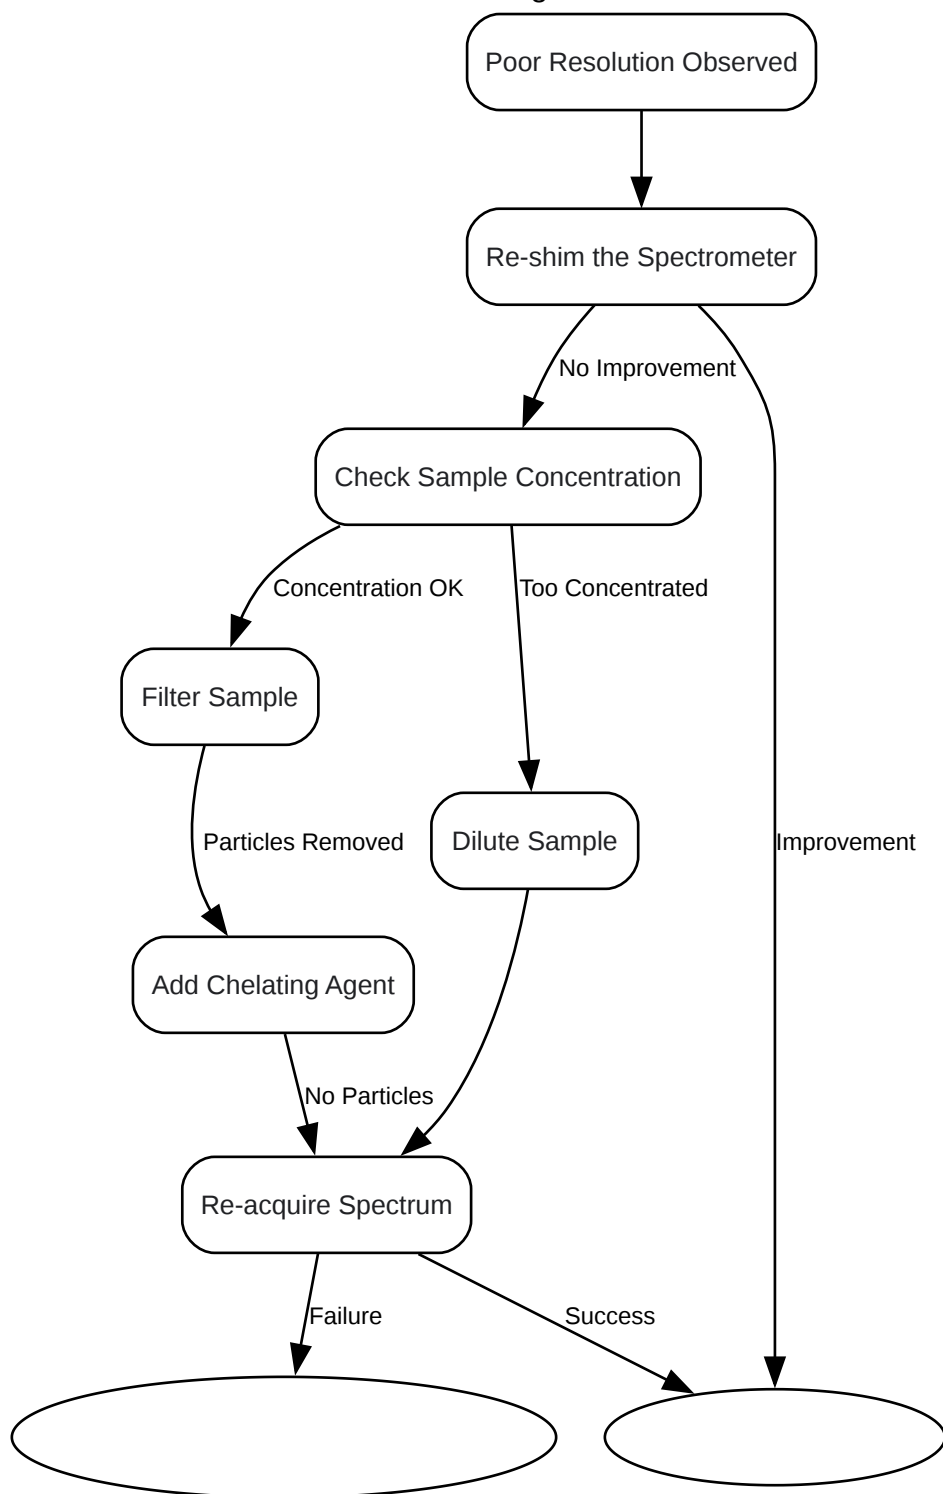 Poor Resolution Observed
Re-shim the Spectrometer
No Improvement
Check Sample Concentration
Concentration OK
Too Concentrated
Filter Sample
Particles Removed
Dilute Sample
Improvement
Add Chelating Agent
No Particles
Re-acquire Spectrum
Failure
Success